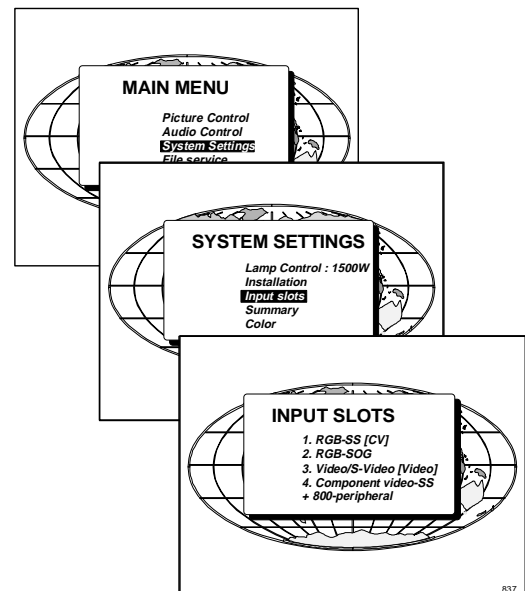 MAIN MENU
Picture Control
Audio Control
System Settings
File service
SYSTEM SETTINGS
Lamp Control : 1500W
Installation
Input slots
Summary
Color
INPUT SLOTS
1. RGB-SS [CV]
2. RGB-SOG
3. Video/S-Video [Video]
4. Component video-SS
+ 800-peripheral
837